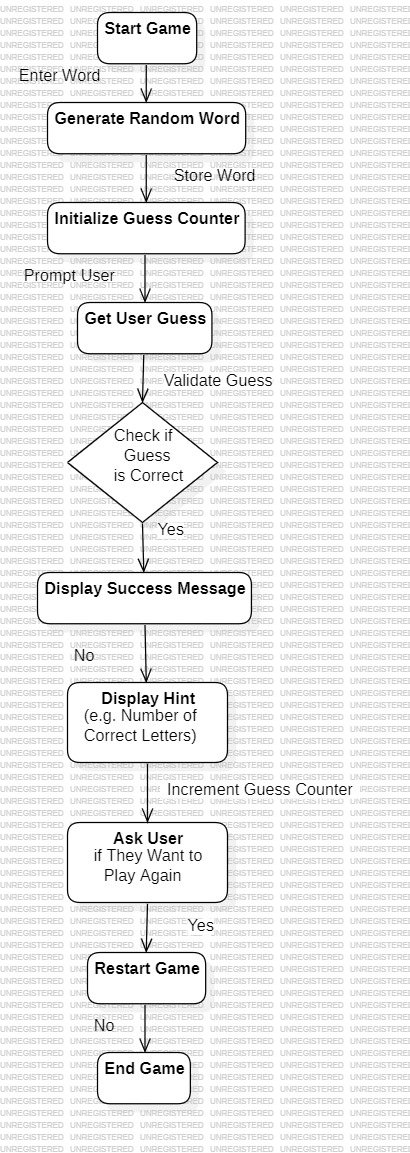 Start Game
Enter Word
Generate Random Word
Store Word
Initialize Guess Counter
Prompt User
Get User Guess
Validate Guess
Check if
Guess
is Correct
Yes
Display Success Message
No
Display Hint
(e.g. Number of
Correct Letters)
Increment Guess Counter
Ask User
if They Want to
Play Again
Yes
Restart Game
No
End Game
UNREGISTERED